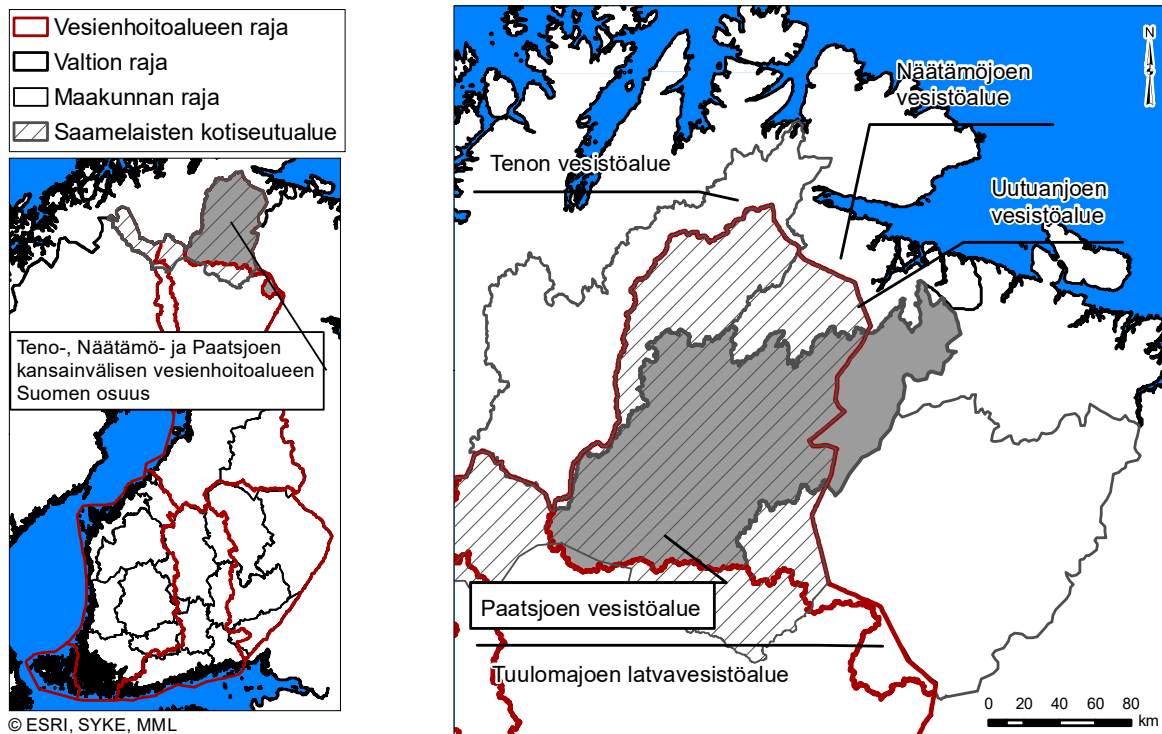 Vesienhoitoalueen raja
Valtion raja
Maakunnan raja
Saamelaisten kotiseutualue
Teno-, Näätämö- ja Paatsjoen
kansainvälisen vesienhoitoalueen
Suomen osuus
© ESRI, SYKE, MML
N
Näätämöjoen
vesistöalue
Tenon vesistöalue
Uutuanjoen
vesistöalue
Paatsjoen vesistöalue
Tuulomajoen latvavesistöalue
0 20 40 60 80
km